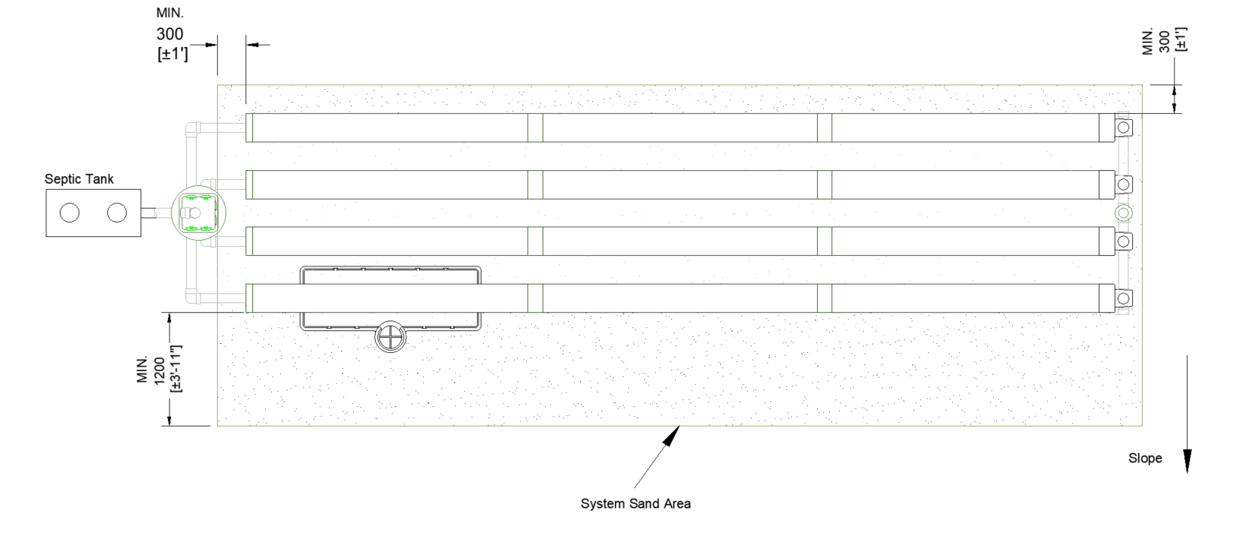 MIN.
300
[±1']
MIN.
300
[±1']
Septic Tank
MIN.
1200
[±3'-11"]
Slope
System Sand Area